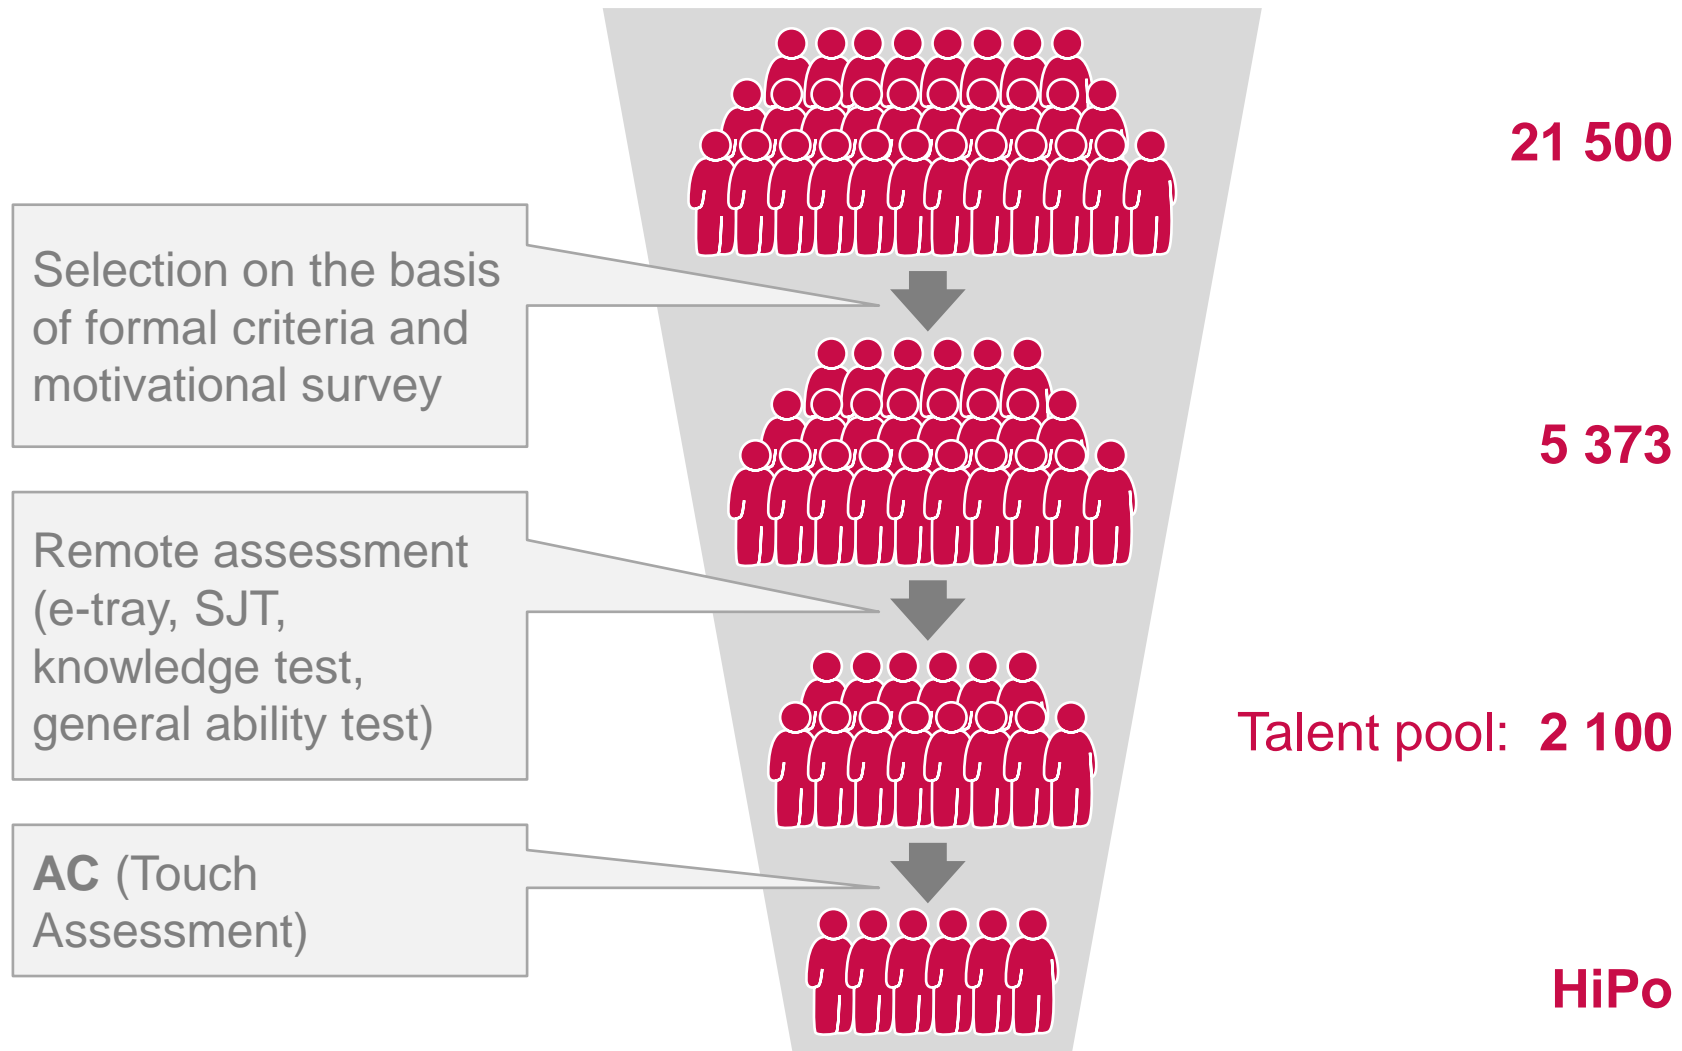 21 500
Selection on the basis
of formal criteria and
motivational survey
5 373
Remote assessment
(e-tray, SJT,
knowledge test,
general ability test)
Talent pool: 2 100
AC (Touch
Assessment)
HiPo